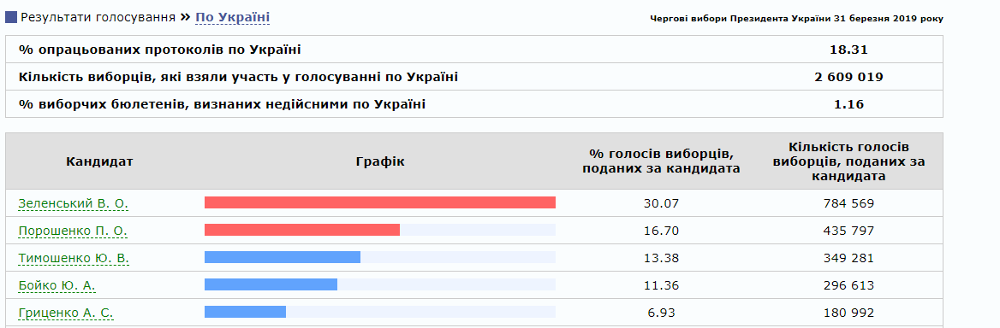 Результати голосування » По Україні
Чергові вибори Президента України 31 березня 2019 року
% опрацьованих протоколів по Україні 18.31
Кількість виборців, які взяли участь у голосуванні по Україні 2 609 019
% виборчих бюлетенів, визнаних недійсними по Україні 1.16
Кандидат
Графік
% голосів виборців,
поданих за кандидата
Кількість голосів
виборців, поданих за
кандидата
Зеленський В. О. 30.07 784 569
Порошенко П. О. 16.70 435 797
Тимошенко Ю. В. 13.38 349 281
Бойко Ю. А. 11.36 296 613
Гриценко А. С. 6.93 180 992